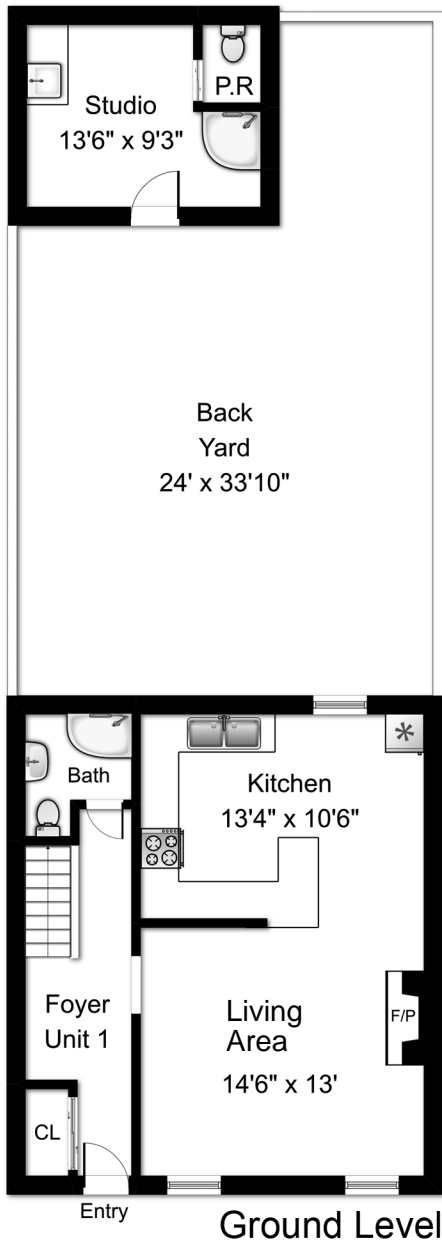 P.R
Studio
13'6" x 9'3"
Back
Yard
24' x 33'10"
Bath
Kitchen
13'4" x 10'6"
Foyer
Unit 1
Living
Area
14'6" x 13'
F/P
CL
Entry
Ground Level